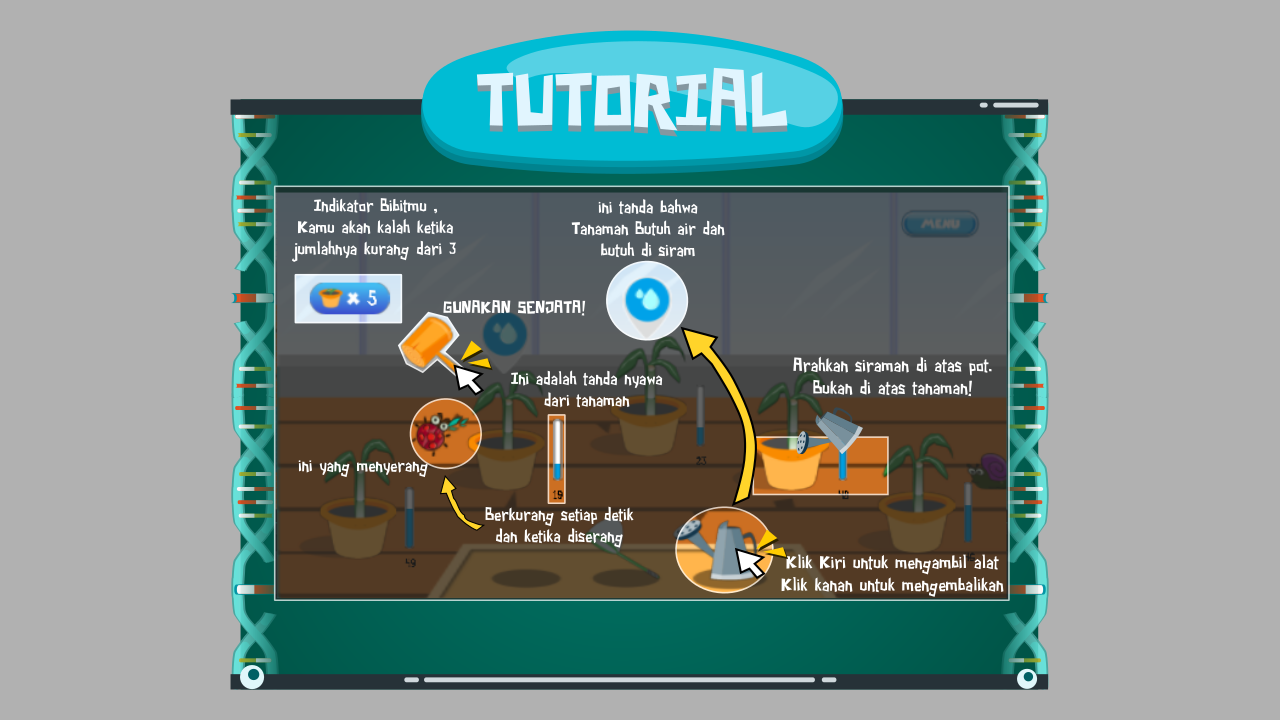 TUTORIAL
Indikator Bibitmu ,
Kamu akan kalah ketika
jumlahnya kurang dari 3
ini tanda bahwa
Tanaman Butuh air dan
butuh di siram
MENU
x 5
GUNAKAN SENJATA!
Ini adalah tanda nyawa
dari tanaman
Arahkan siraman di atas pot.
Bukan di atas tanaman!
ini yang menyerang
23
19
Berkurang setiap detik
dan ketika diserang
59
Klik Kiri untuk mengambil alat
Klik kanan untuk mengembalikan